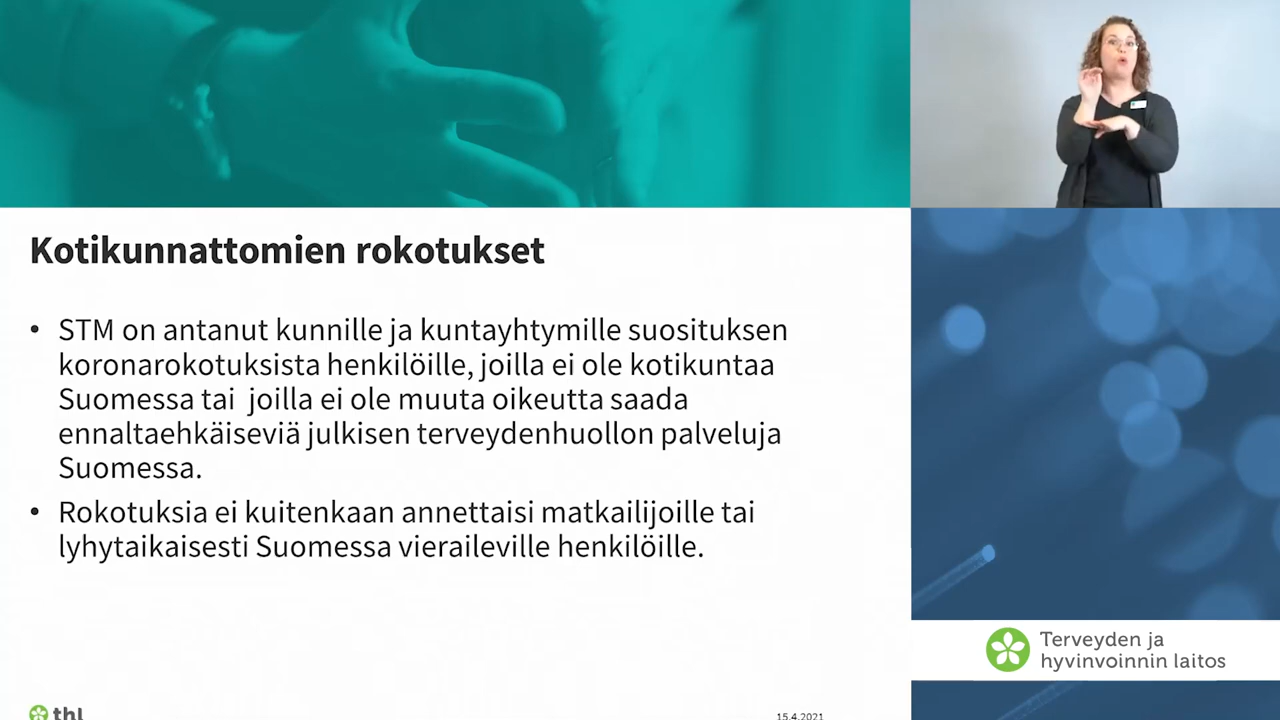 Kotikunnattomien rokotukset
• STM on antanut kunnille ja kuntayhtymille suosituksen
koronarokotuksista henkilöille, joilla ei ole kotikuntaa
Suomessa tai joilla ei ole muuta oikeutta saada
ennaltaehkäiseviä julkisen terveydenhuollon palveluja
Suomessa.
• Rokotuksia ei kuitenkaan annettaisi matkailijoille tai
lyhytaikaisesti Suomessa vieraileville henkilöille.
thl
15.4.2021
Terveyden ja
hyvinvoinnin laitos